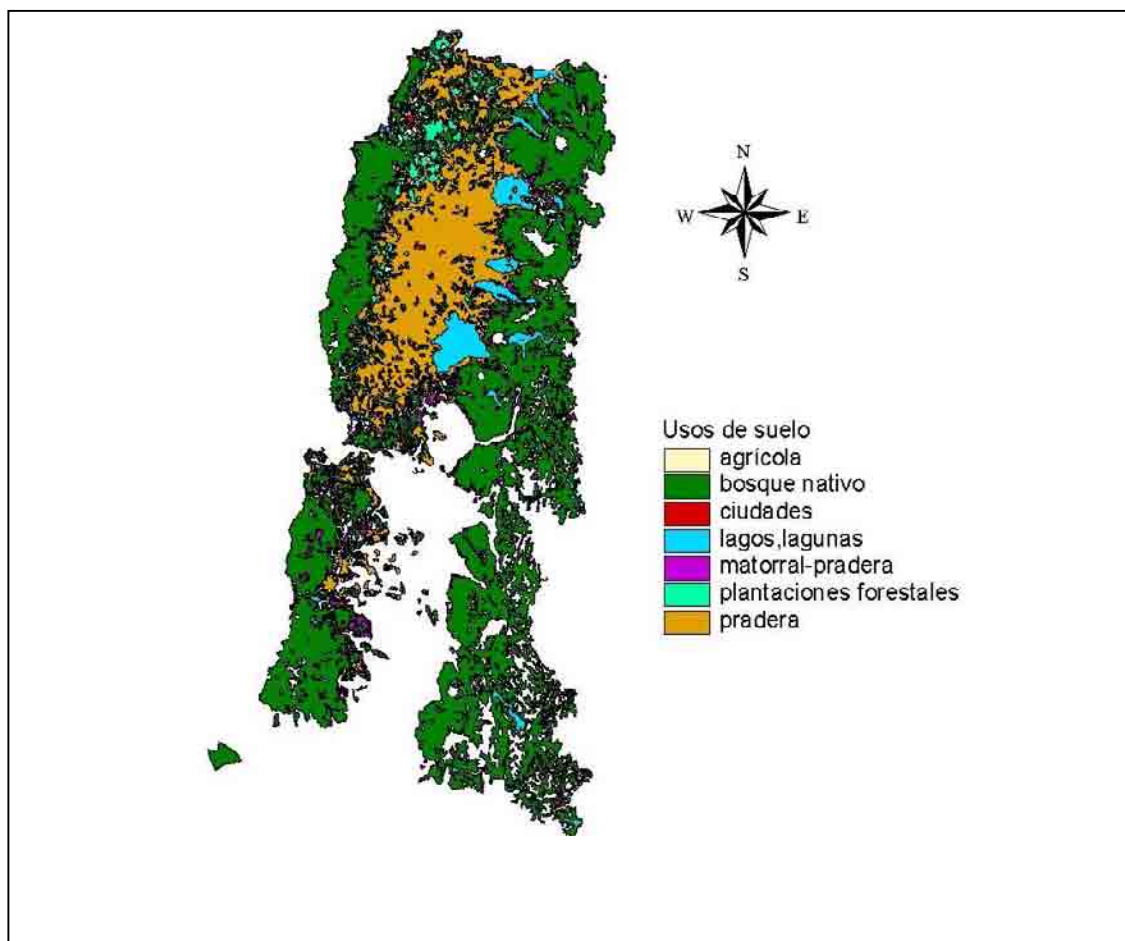 N
W E
S
Usos de suelo
agrícola
bosque nativo
ciudades
lagos,lagunas
matorral-pradera
plantaciones forestales
pradera